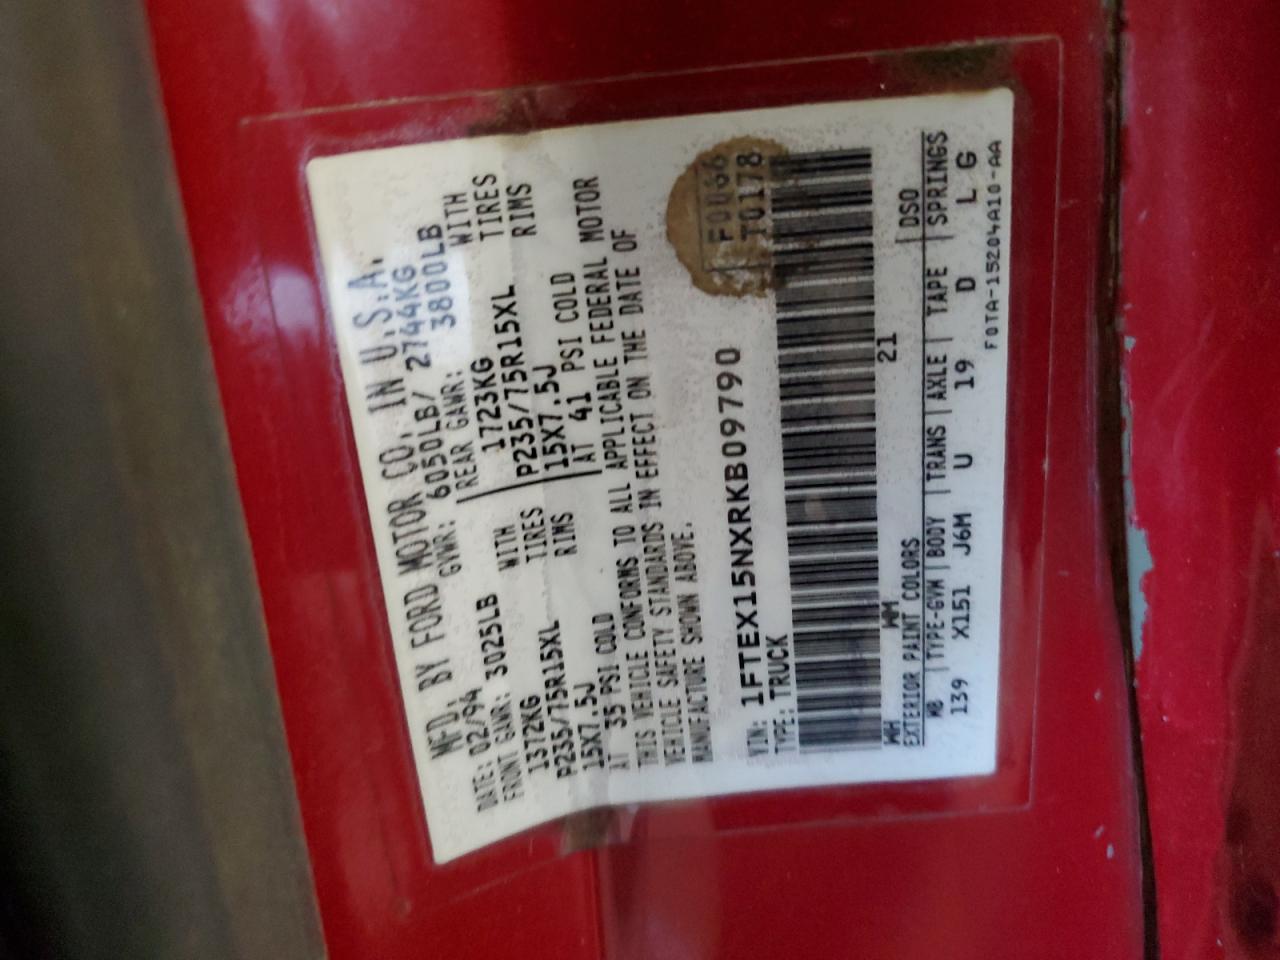 MFD. BY FORD MOTOR CO. IN U.S.A.
DATE: 02/94 GVWR: 6050LB/ 2744KG
FRONT GAWR: 3025LB REAR GAWR: 3800LB
1372KG WITH 1723KG WITH
P235/75R15XL TIRES P235/75R15XL TIRES
15X7.5J RIMS 15X7.5J RIMS
AT 35 PSI COLD AT 41 PSI COLD
THIS VEHICLE CONFORMS TO ALL APPLICABLE FEDERAL MOTOR
VEHICLE SAFETY STANDARDS IN EFFECT ON THE DATE OF
MANUFACTURE SHOWN ABOVE.
F0066
VIN: 1FTEX15NXRKB09790 T0178
TYPE: TRUCK
WH WM 21
EXTERIOR PAINT COLORS DSO
WB TYPE-GVM BODY TRANS AXLE TAPE SPRINGS
139 X151 J6M U 19 D L G
F0TA-15204A10-AA